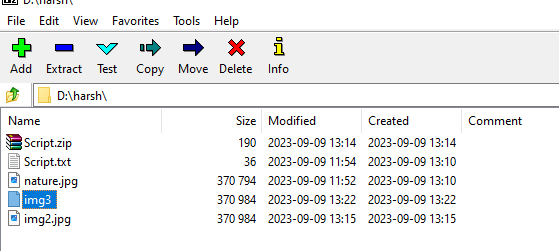 D:\harsh\
File Edit View Favorites Tools Help
Add Extract Test Copy Move Delete Info
D:\harsh\
Name Size Modified Created Comment
Script.zip 190 2023-09-09 13:14 2023-09-09 13:14
Script.txt 36 2023-09-09 11:54 2023-09-09 13:10
nature.jpg 370 794 2023-09-09 11:52 2023-09-09 13:10
img3 370 984 2023-09-09 13:22 2023-09-09 13:22
img2.jpg 370 984 2023-09-09 13:15 2023-09-09 13:15